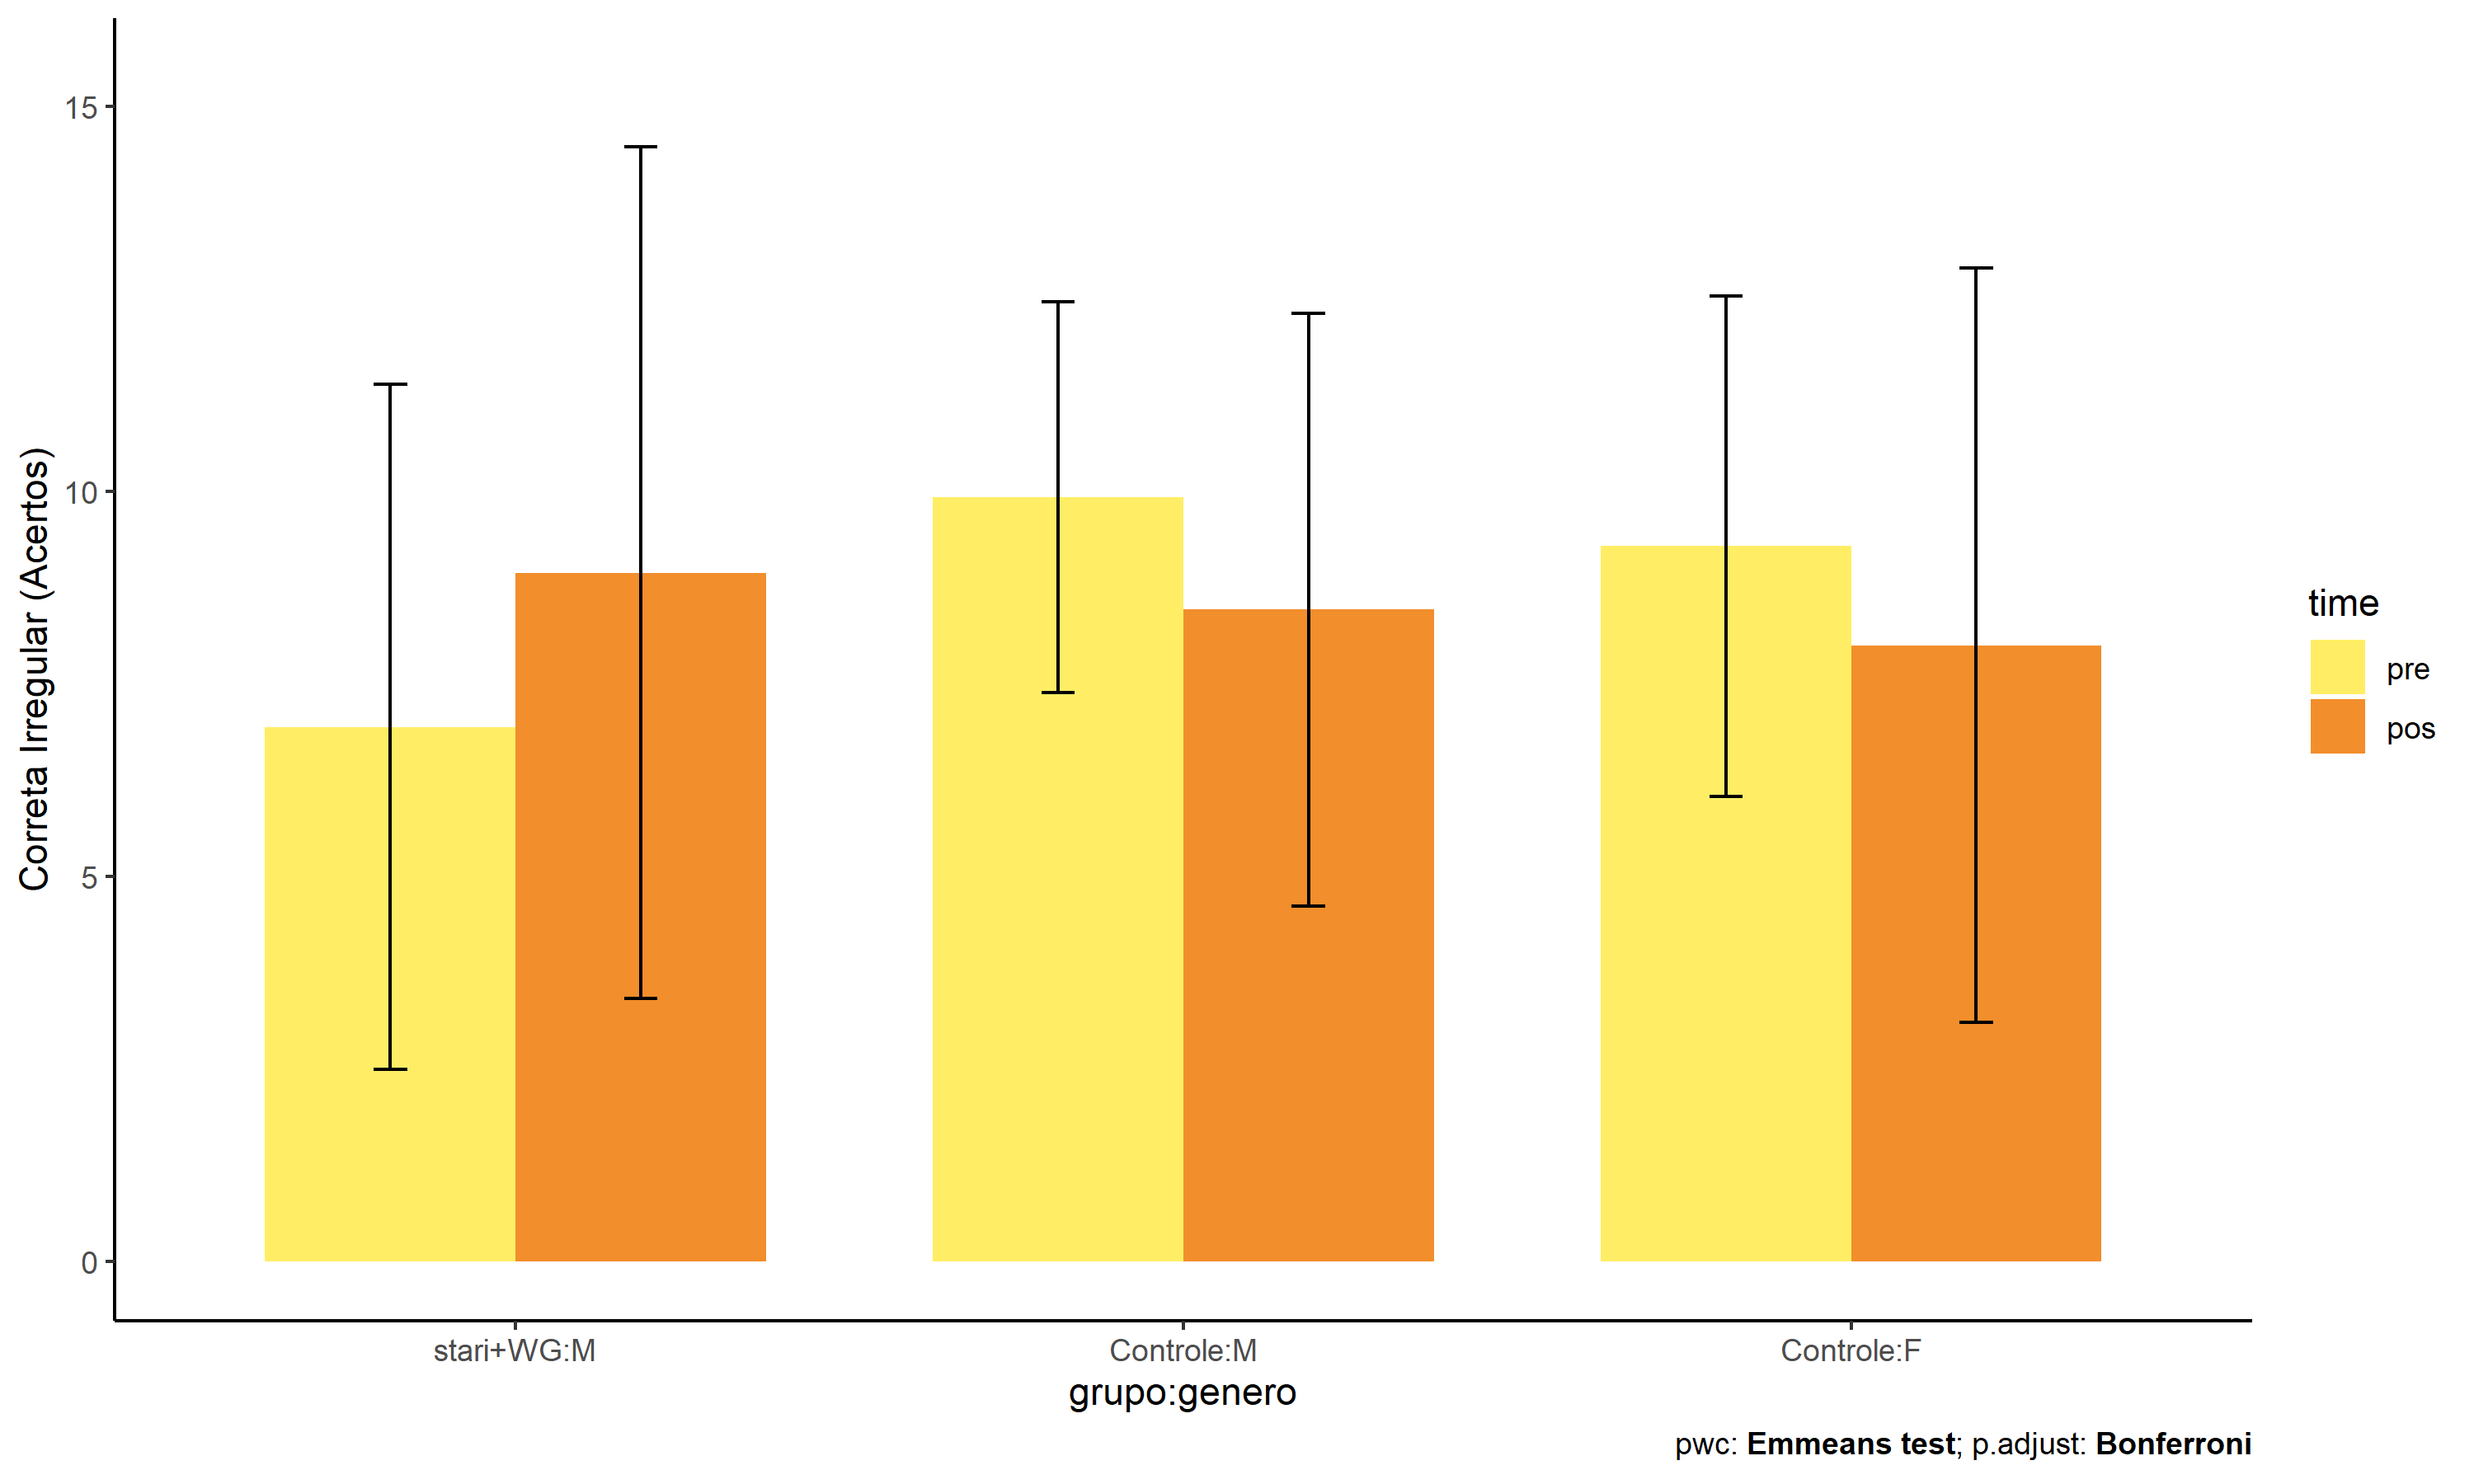 Correta Irregular (Acertos)
15
10
5
0
stari+WG:M
Controle:M
Controle:F
grupo:genero
time
pre
pos
pwc: Emmeans test; p.adjust: Bonferroni